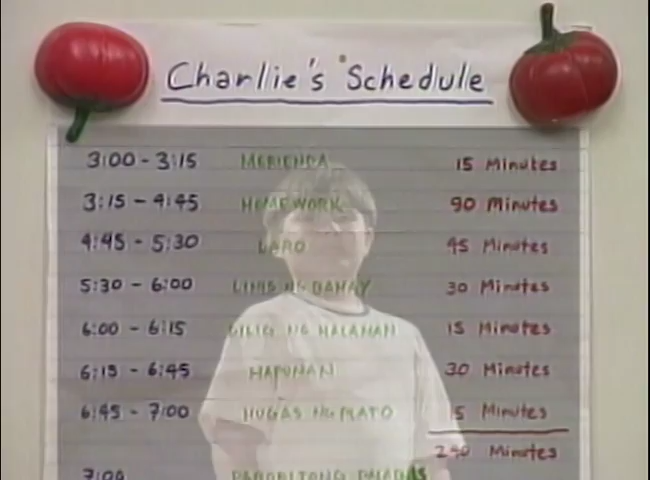 Charlie's Schedule
3:00 - 3:15 MERIENDA 15 Minutes
3:15 - 4:45 HOMEWORK 90 Minutes
4:45 - 5:30 LARO 45 Minutes
5:30 - 6:00 LINIS NG BAHAY 30 Minutes
6:00 - 6:15 DILIG NG HALAMAN 15 Minutes
6:15 - 6:45 HAPUNAN 30 Minutes
6:45 - 7:00 HUGAS NG PLATO 15 Minutes
240 Minutes
7:00 PABORITONG PALABAS